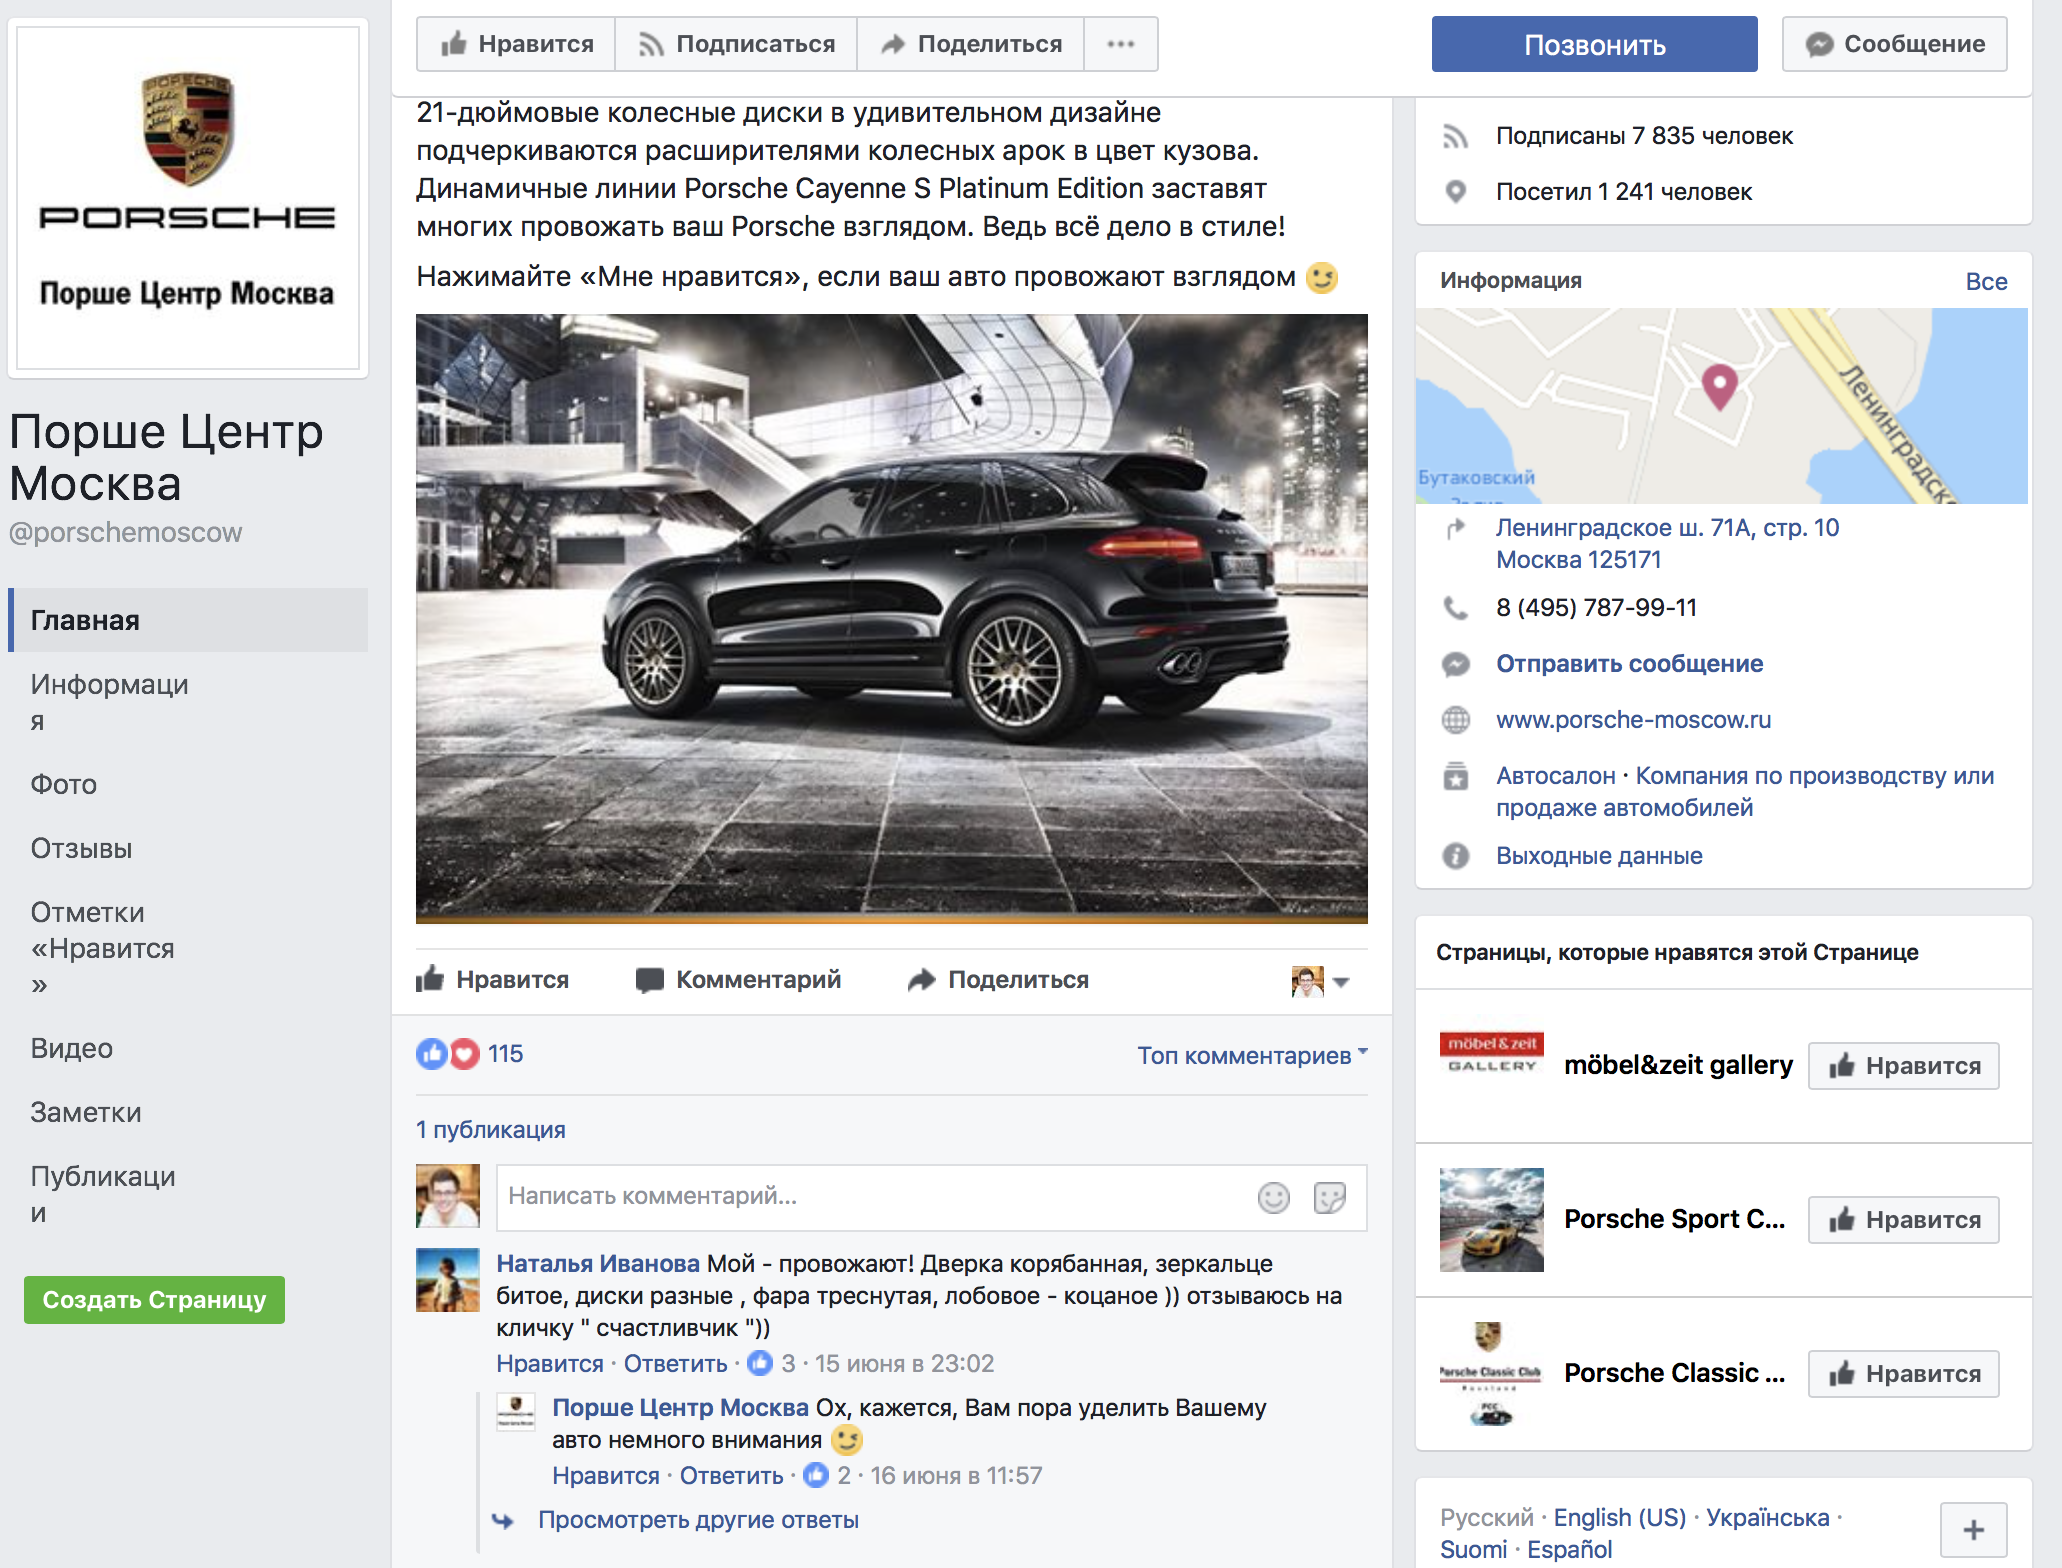 PORSCHE
PORSCHE
Порше Центр Москва
Порше Центр
Москва
@porschemoscow
Главная
Информаци
я
Фото
Отзывы
Отметки
«Нравится
»
Видео
Заметки
Публикаци
и
Создать Страницу
Нравится
Подписаться
Поделиться
Позвонить
Сообщение
21-дюймовые колесные диски в удивительном дизайне
подчеркиваются расширителями колесных арок в цвет кузова.
Динамичные линии Porsche Cayenne S Platinum Edition заставят
многих провожать ваш Porsche взглядом. Ведь всё дело в стиле!
Нажимайте «Мне нравится», если ваш авто провожают взглядом 😉
Нравится
Комментарий
Поделиться
115
Топ комментариев
1 публикация
Написать комментарий...
Наталья Иванова Мой - провожают! Дверка корябанная, зеркальце
битое, диски разные , фара треснутая, лобовое - коцаное )) отзываюсь на
кличку " счастливчик "))
Нравится · Ответить · 3 · 15 июня в 23:02
Порше Центр Москва Ох, кажется, Вам пора уделить Вашему
авто немного внимания 😉
Нравится · Ответить · 2 · 16 июня в 11:57
Просмотреть другие ответы
Подписаны 7 835 человек
Посетил 1 241 человек
Информация
Все
Ленинградск
Бутаковский
Ленинградское ш. 71А, стр. 10
Москва 125171
8 (495) 787-99-11
Отправить сообщение
www.porsche-moscow.ru
Автосалон · Компания по производству или
продаже автомобилей
Выходные данные
Страницы, которые нравятся этой Странице
möbel&zeit
GALLERY
möbel&zeit gallery
Нравится
Porsche Sport C...
Нравится
Porsche Classic Club
Russland
PCC
Porsche Classic ...
Нравится
Русский · English (US) · Українська ·
Suomi · Español